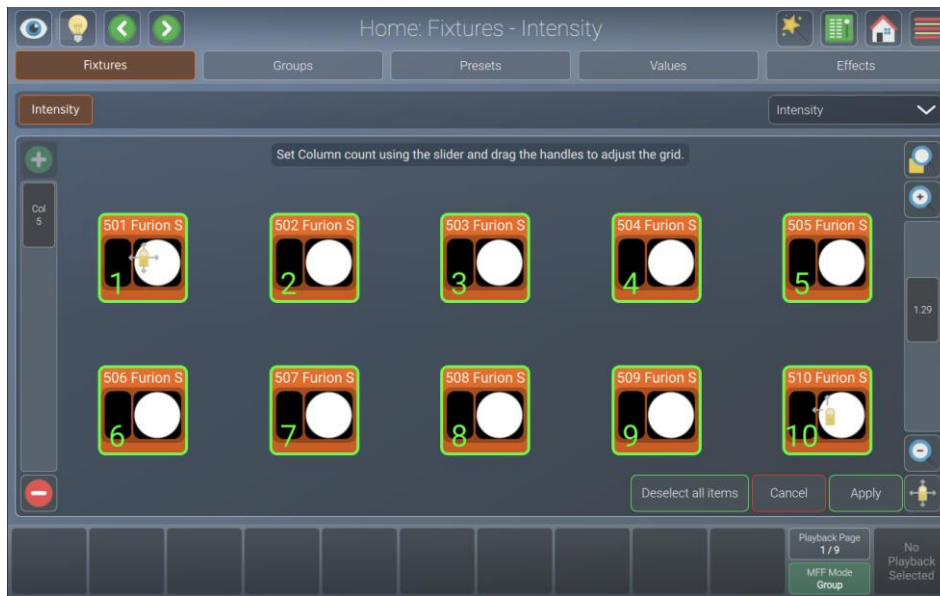 Home: Fixtures - Intensity
Fixtures
Groups
Presets
Values
Effects
Intensity
Intensity
Set Column count using the slider and drag the handles to adjust the grid.
Col
5
501 Furion S
1
502 Furion S
2
503 Furion S
3
504 Furion S
4
505 Furion S
5
1.29
506 Furion S
6
507 Furion S
7
508 Furion S
8
509 Furion S
9
510 Furion S
10
Deselect all items
Cancel
Apply
Playback Page
1/9
MFF Mode
Group
No
Playback
Selected